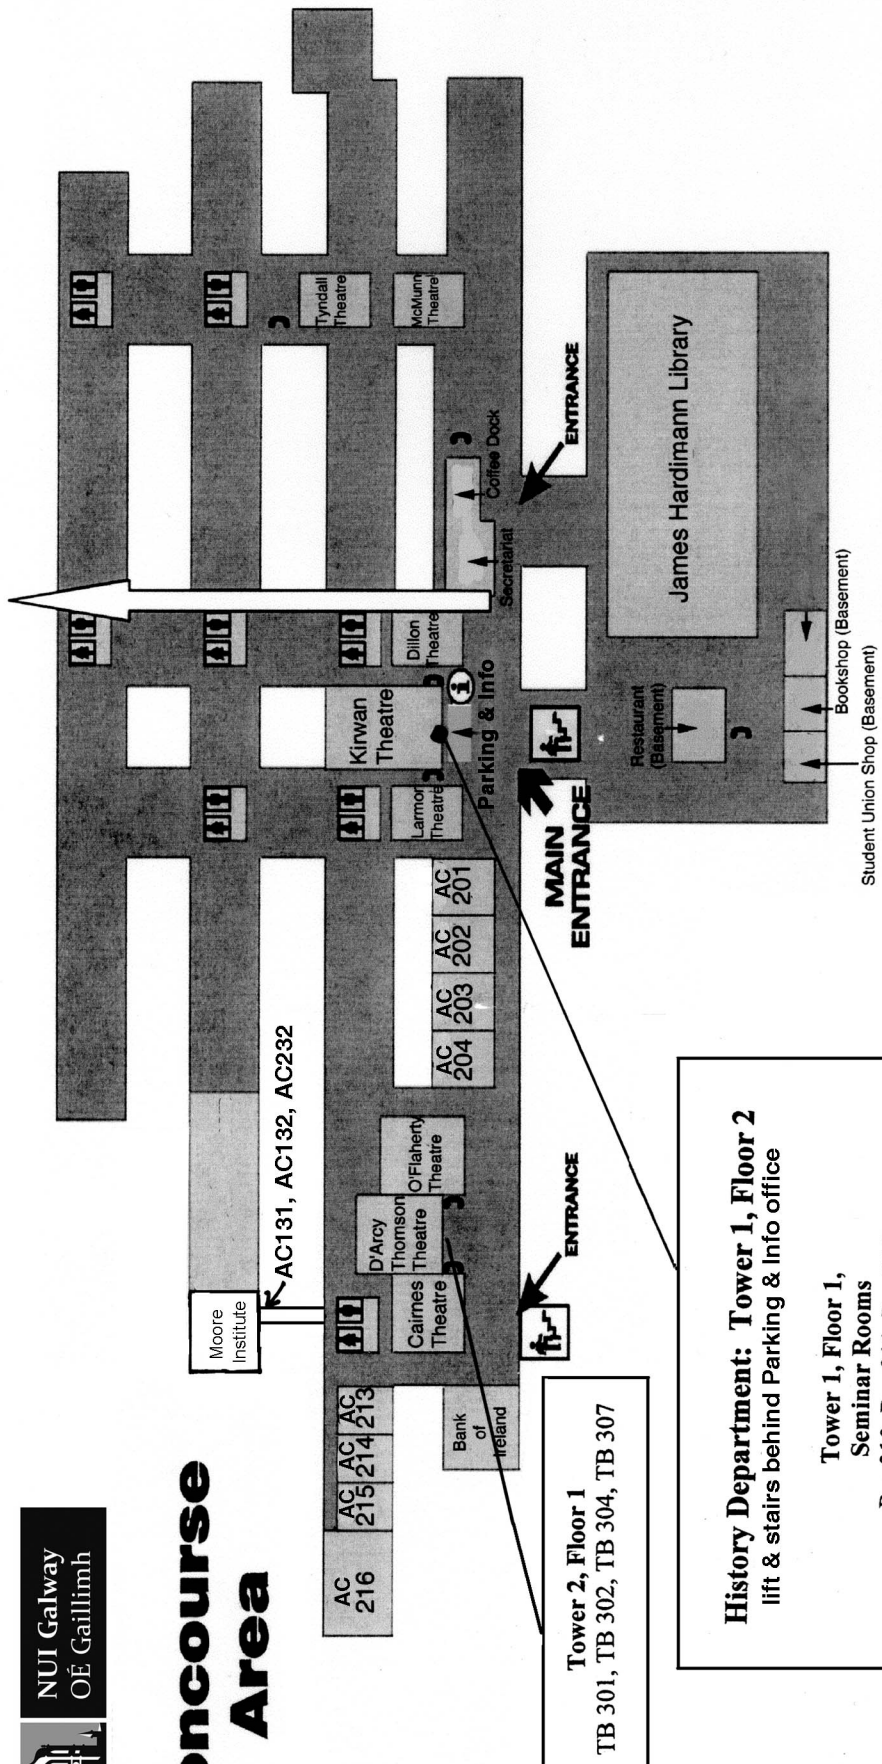 NUI Galway
OÉ Gaillimh
oncourse
Area
Moore
Institute
AC131, AC132, AC232
Tyndall
Theatre
McMunn
Theatre
Kirwan
Theatre
Dillon
Theatre
Larmor
Theatre
Secretariat
Coffee Dock
ENTRANCE
i
Parking & Info
MAIN
ENTRANCE
AC
216
AC
215
AC
214
AC
213
Cairnes
Theatre
D'Arcy
Thomson
Theatre
O'Flaherty
Theatre
AC
204
AC
203
AC
202
AC
201
Bank
of
Ireland
ENTRANCE
James Hardimann Library
Restaurant
(Basement)
Bookshop (Basement)
Student Union Shop (Basement)
Tower 2, Floor 1
TB 301, TB 302, TB 304, TB 307
History Department: Tower 1, Floor 2
lift & stairs behind Parking & Info office
Tower 1, Floor 1,
Seminar Rooms